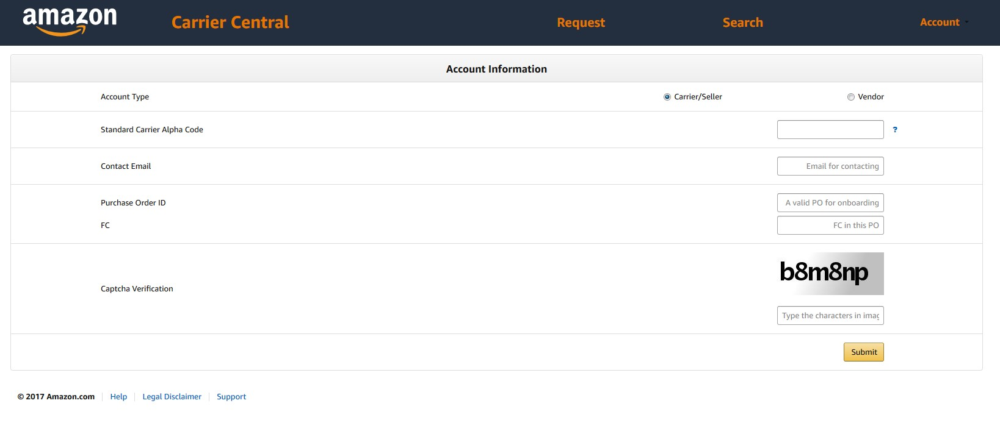 amazon Carrier Central Request Search Account
Account Information
Account Type Carrier/Seller Vendor
Standard Carrier Alpha Code ?
Contact Email Email for contacting
Purchase Order ID A valid PO for onboarding
FC FC in this PO
b8m8np
Captcha Verification
Type the characters in imag
Submit
© 2017 Amazon.com Help Legal Disclaimer Support